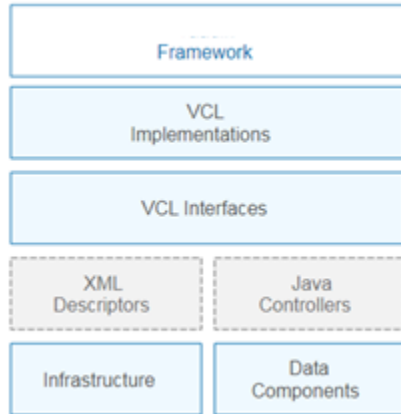 Framework
VCL
Implementations
VCL Interfaces
XML
Descriptors
Java
Controllers
Infrastructure
Data
Components